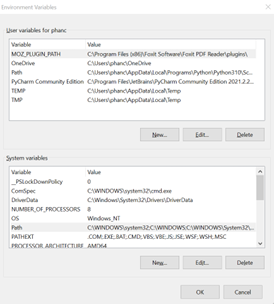 Environment Variables
User variables for phanc
Variable Value
MOZ_PLUGIN_PATH C:\Program Files (x86)\Foxit Software\Foxit PDF Reader\plugins\
OneDrive C:\Users\phanc\OneDrive
Path C:\Users\phanc\AppData\Local\Programs\Python\Python310\Sc...
PyCharm Community Edition C:\Program Files\JetBrains\PyCharm Community Edition 2021.2.2...
TEMP C:\Users\phanc\AppData\Local\Temp
TMP C:\Users\phanc\AppData\Local\Temp
New... Edit... Delete
System variables
Variable Value
__PSLockDownPolicy 0
ComSpec C:\WINDOWS\system32\cmd.exe
DriverData C:\Windows\System32\Drivers\DriverData
NUMBER_OF_PROCESSORS 8
OS Windows_NT
Path C:\WINDOWS\system32;C:\WINDOWS;C:\WINDOWS\System32\...
PATHEXT .COM;.EXE;.BAT;.CMD;.VBS;.VBE;.JS;.JSE;.WSF;.WSH;.MSC
PROCESSOR_ARCHITECTURE AMD64
New... Edit... Delete
OK Cancel